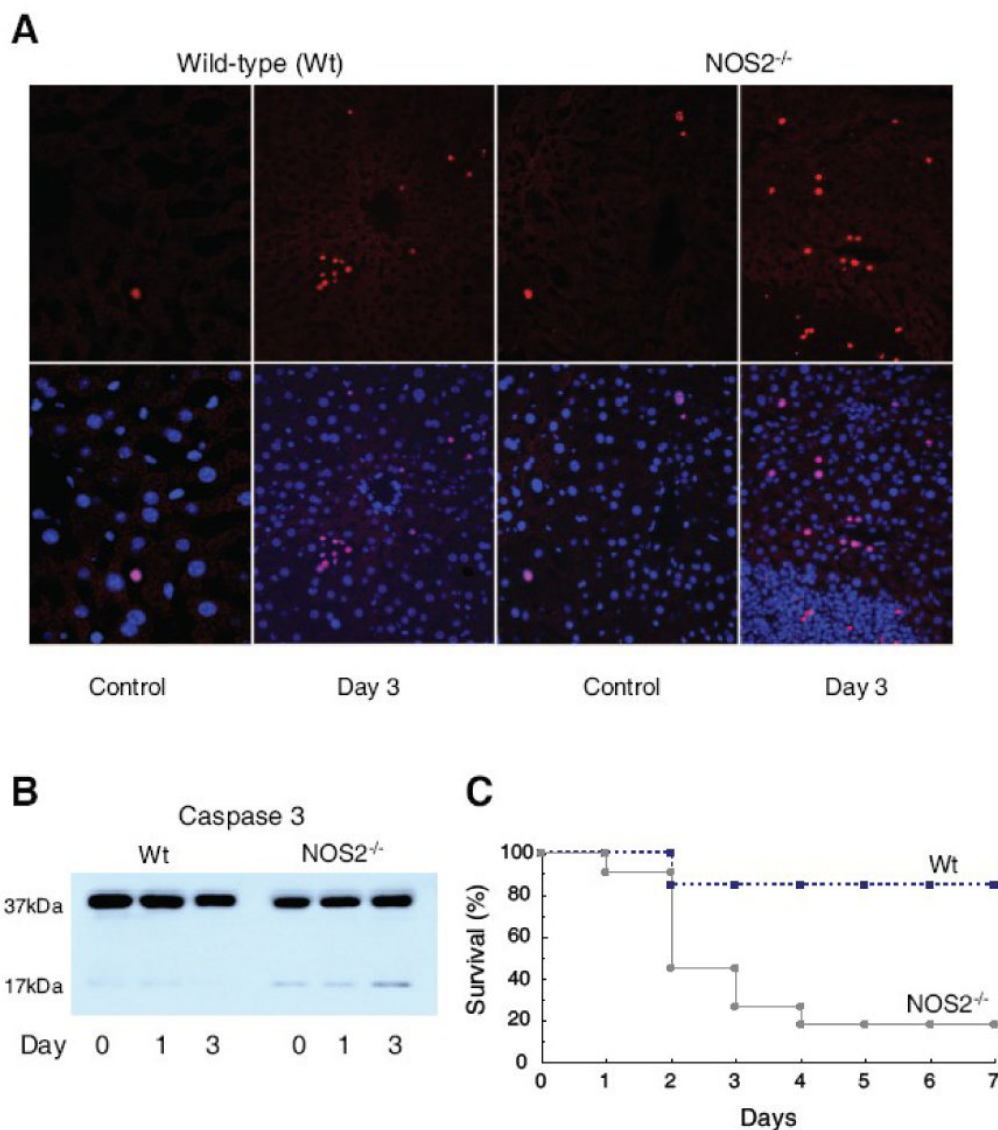 A
Wild-type (Wt) NOS2-/-
Control Day 3 Control Day 3
B
Caspase 3
Wt NOS2-/-
37kDa
17kDa
Day 0 1 3 0 1 3
C
100
80
60
40
20
0
Survival (%)
Wt
NOS2-/-
0 1 2 3 4 5 6 7
Days